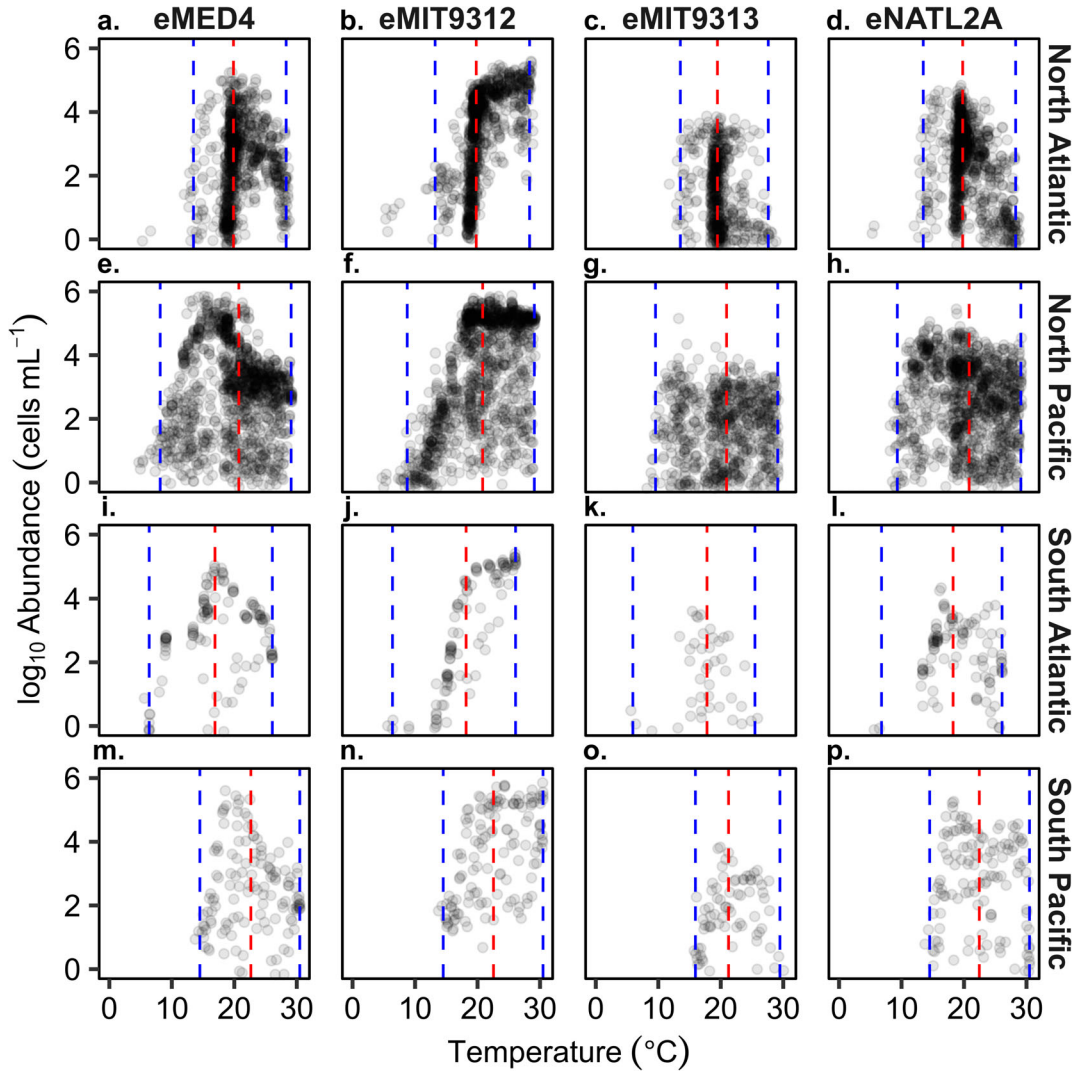 a. eMED4 b. eMIT9312 c. eMIT9313 d. eNATL2A
6
4
2
0
North Atlantic
e. f. g. h.
6
4
2
0
North Pacific
log10 Abundance (cells mL−1)
i. j. k. l.
6
4
2
0
South Atlantic
m. n. o. p.
6
4
2
0
South Pacific
0 10 20 30 0 10 20 30 0 10 20 30 0 10 20 30
Temperature (°C)